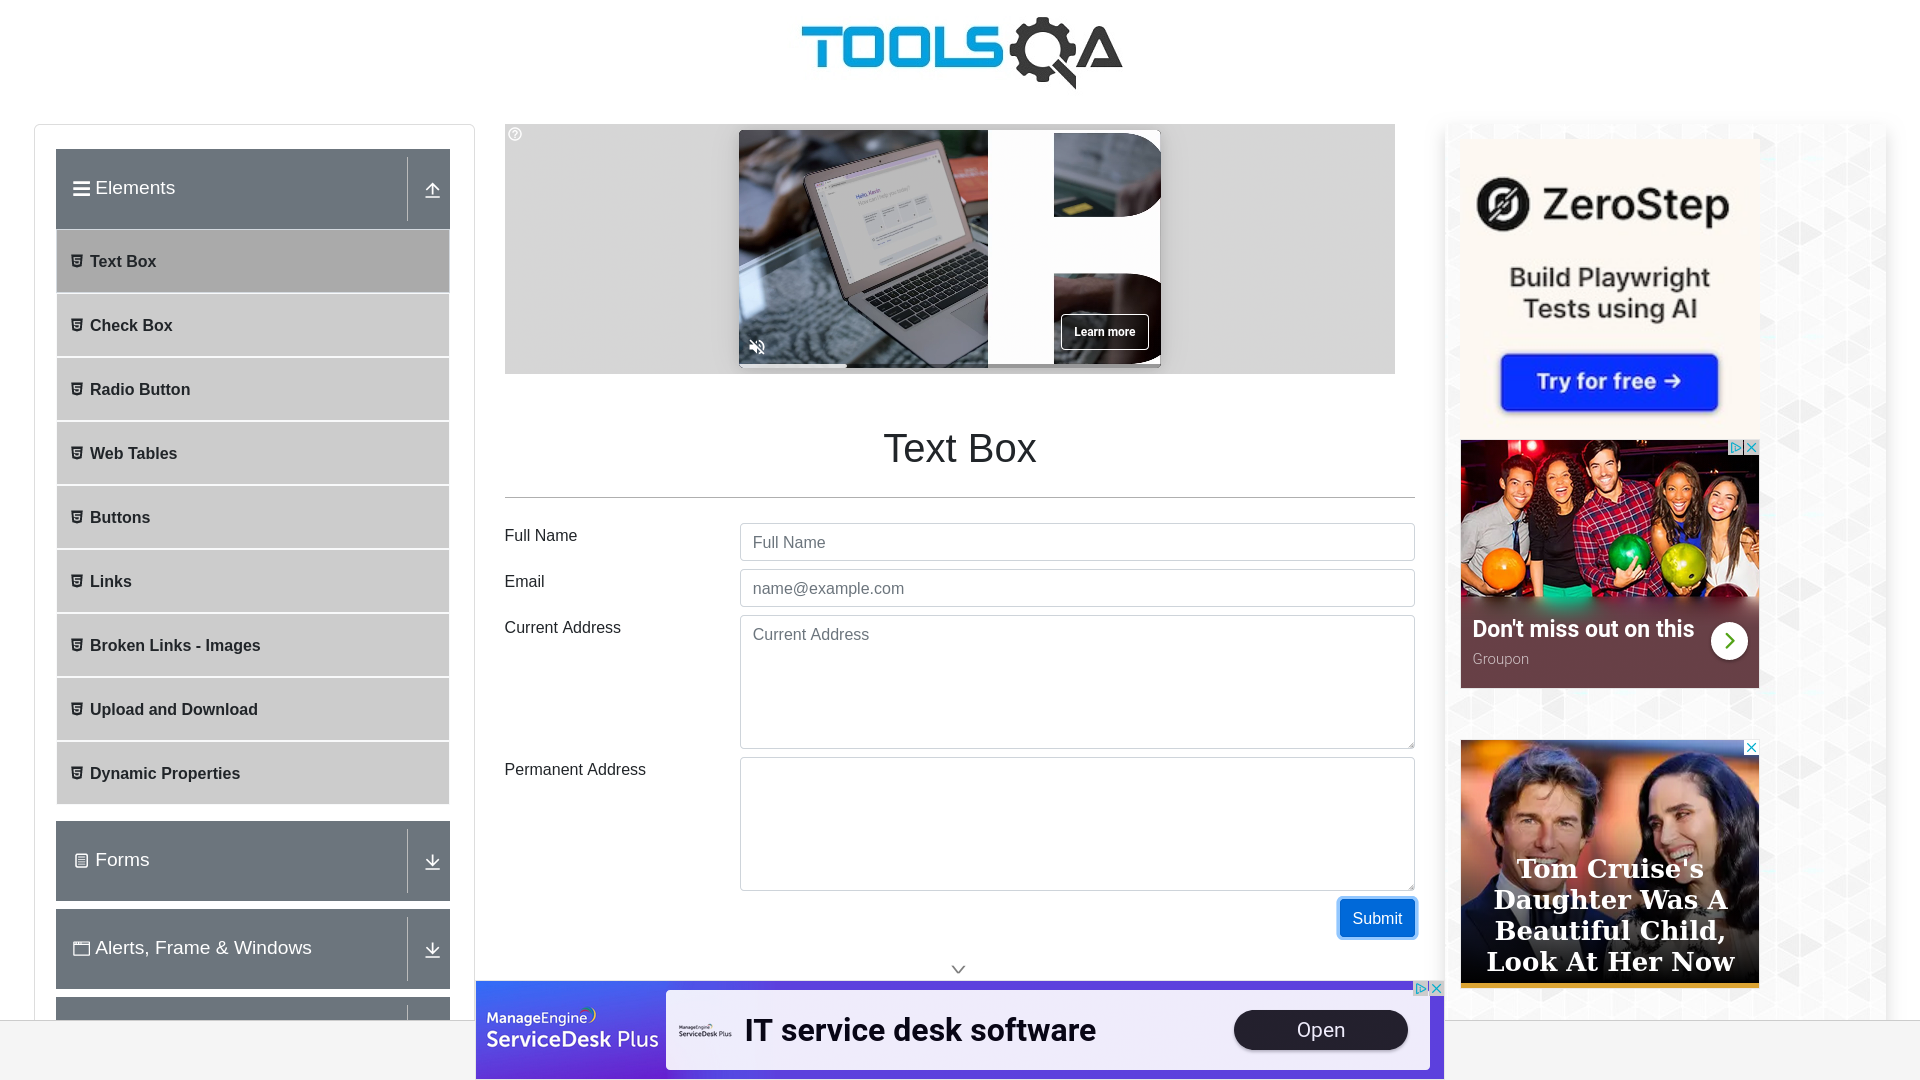 TOOLSQA
Elements
Text Box
Check Box
Radio Button
Web Tables
Buttons
Links
Broken Links - Images
Upload and Download
Dynamic Properties
Forms
Alerts, Frame & Windows
Learn more
Text Box
Full Name
Full Name
Email
name@example.com
Current Address
Current Address
Permanent Address
Submit
ManageEngine
ServiceDesk Plus
ManageEngine
ServiceDesk Plus
IT service desk software
Open
ZeroStep
Build Playwright
Tests using AI
Try for free →
Don't miss out on this
Groupon
Tom Cruise's
Daughter Was A
Beautiful Child,
Look At Her Now